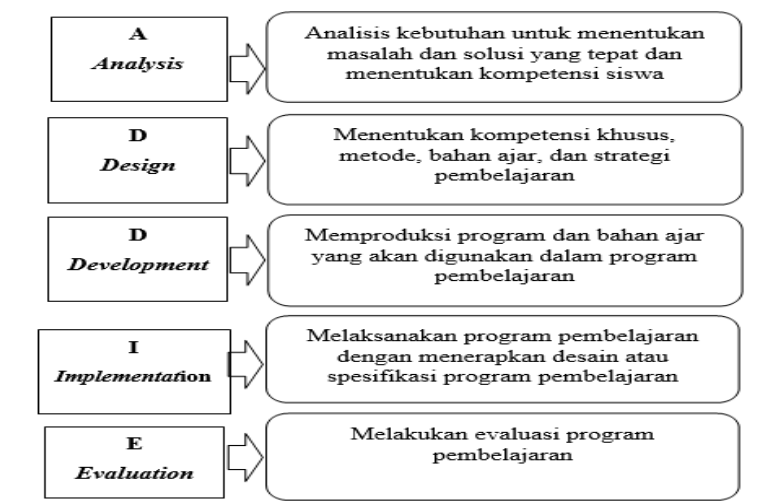 A
Analysis
Analisis kebutuhan untuk menentukan
masalah dan solusi yang tepat dan
menentukan kompetensi siswa
D
Design
Menentukan kompetensi khusus,
metode, bahan ajar, dan strategi
pembelajaran
D
Development
Memproduksi program dan bahan ajar
yang akan digunakan dalam program
pembelajaran
I
Implementation
Melaksanakan program pembelajaran
dengan menerapkan desain atau
spesifikasi program pembelajaran
E
Evaluation
Melakukan evaluasi program
pembelajaran